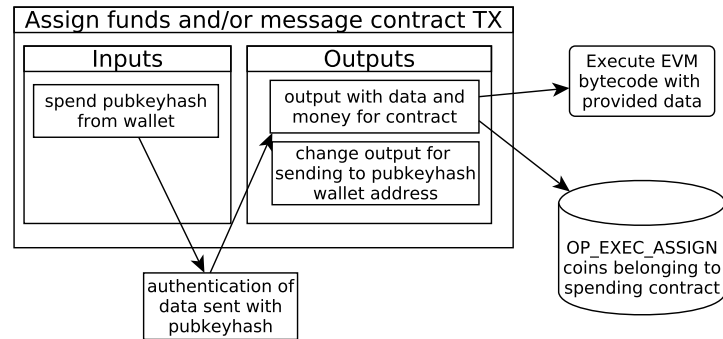 Assign funds and/or message contract TX
Inputs
spend pubkeyhash
from wallet
Outputs
output with data and
money for contract
change output for
sending to pubkeyhash
wallet address
Execute EVM
bytecode with
provided data
OP_EXEC_ASSIGN
coins belonging to
spending contract
authentication of
data sent with
pubkeyhash